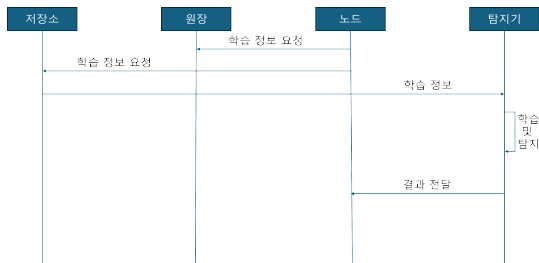 저장소
원장
노드
탐지기
학습 정보 요청
학습 정보 요청
학습 정보
학습
및
탐지
결과 전달